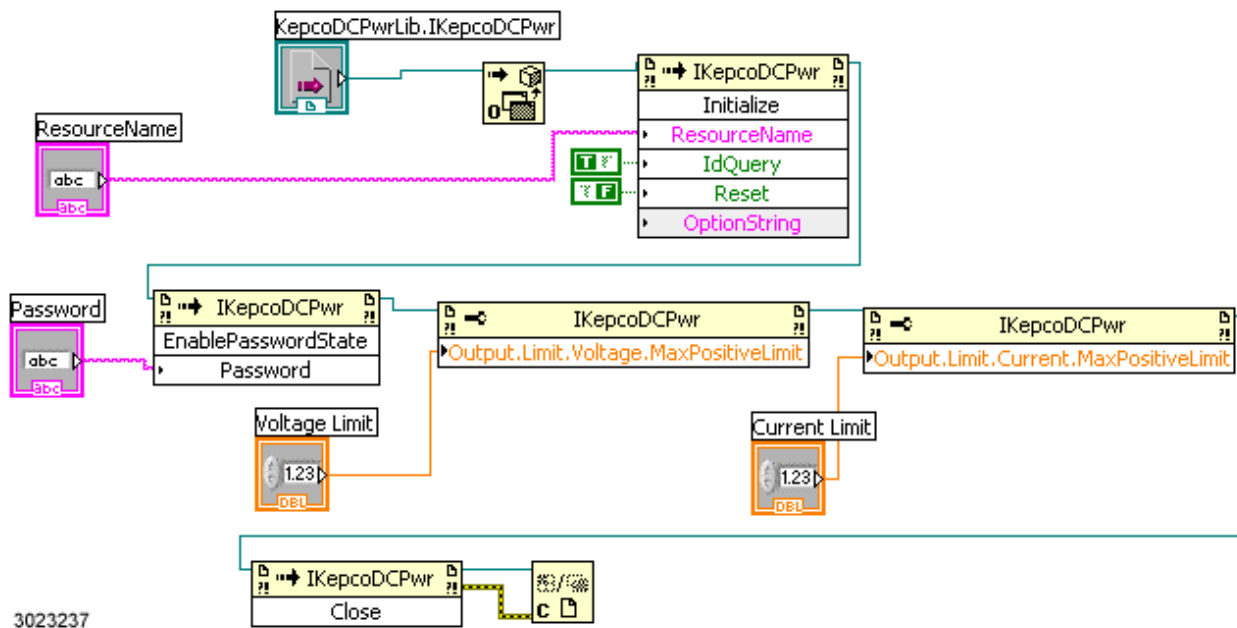 KepcoDCPwrLib.IKepcoDCPwr
O
IKepcoDCPwr
Initialize
ResourceName
IdQuery
Reset
OptionString
ResourceName
abc
abc
T
F
Password
abc
abc
IKepcoDCPwr
EnablePasswordState
Password
IKepcoDCPwr
Output.Limit.Voltage.MaxPositiveLimit
IKepcoDCPwr
Output.Limit.Current.MaxPositiveLimit
Voltage Limit
1.23
DBL
Current Limit
1.23
DBL
IKepcoDCPwr
Close
C
3023237